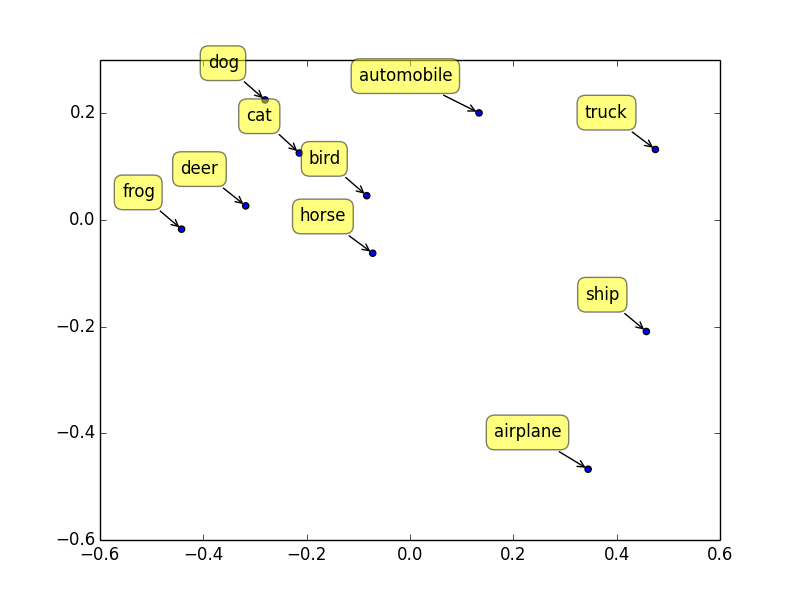 dog
automobile
0.2
cat
truck
bird
deer
frog
horse
0.0
ship
−0.2
airplane
−0.4
−0.6
−0.6 −0.4 −0.2 0.0 0.2 0.4 0.6